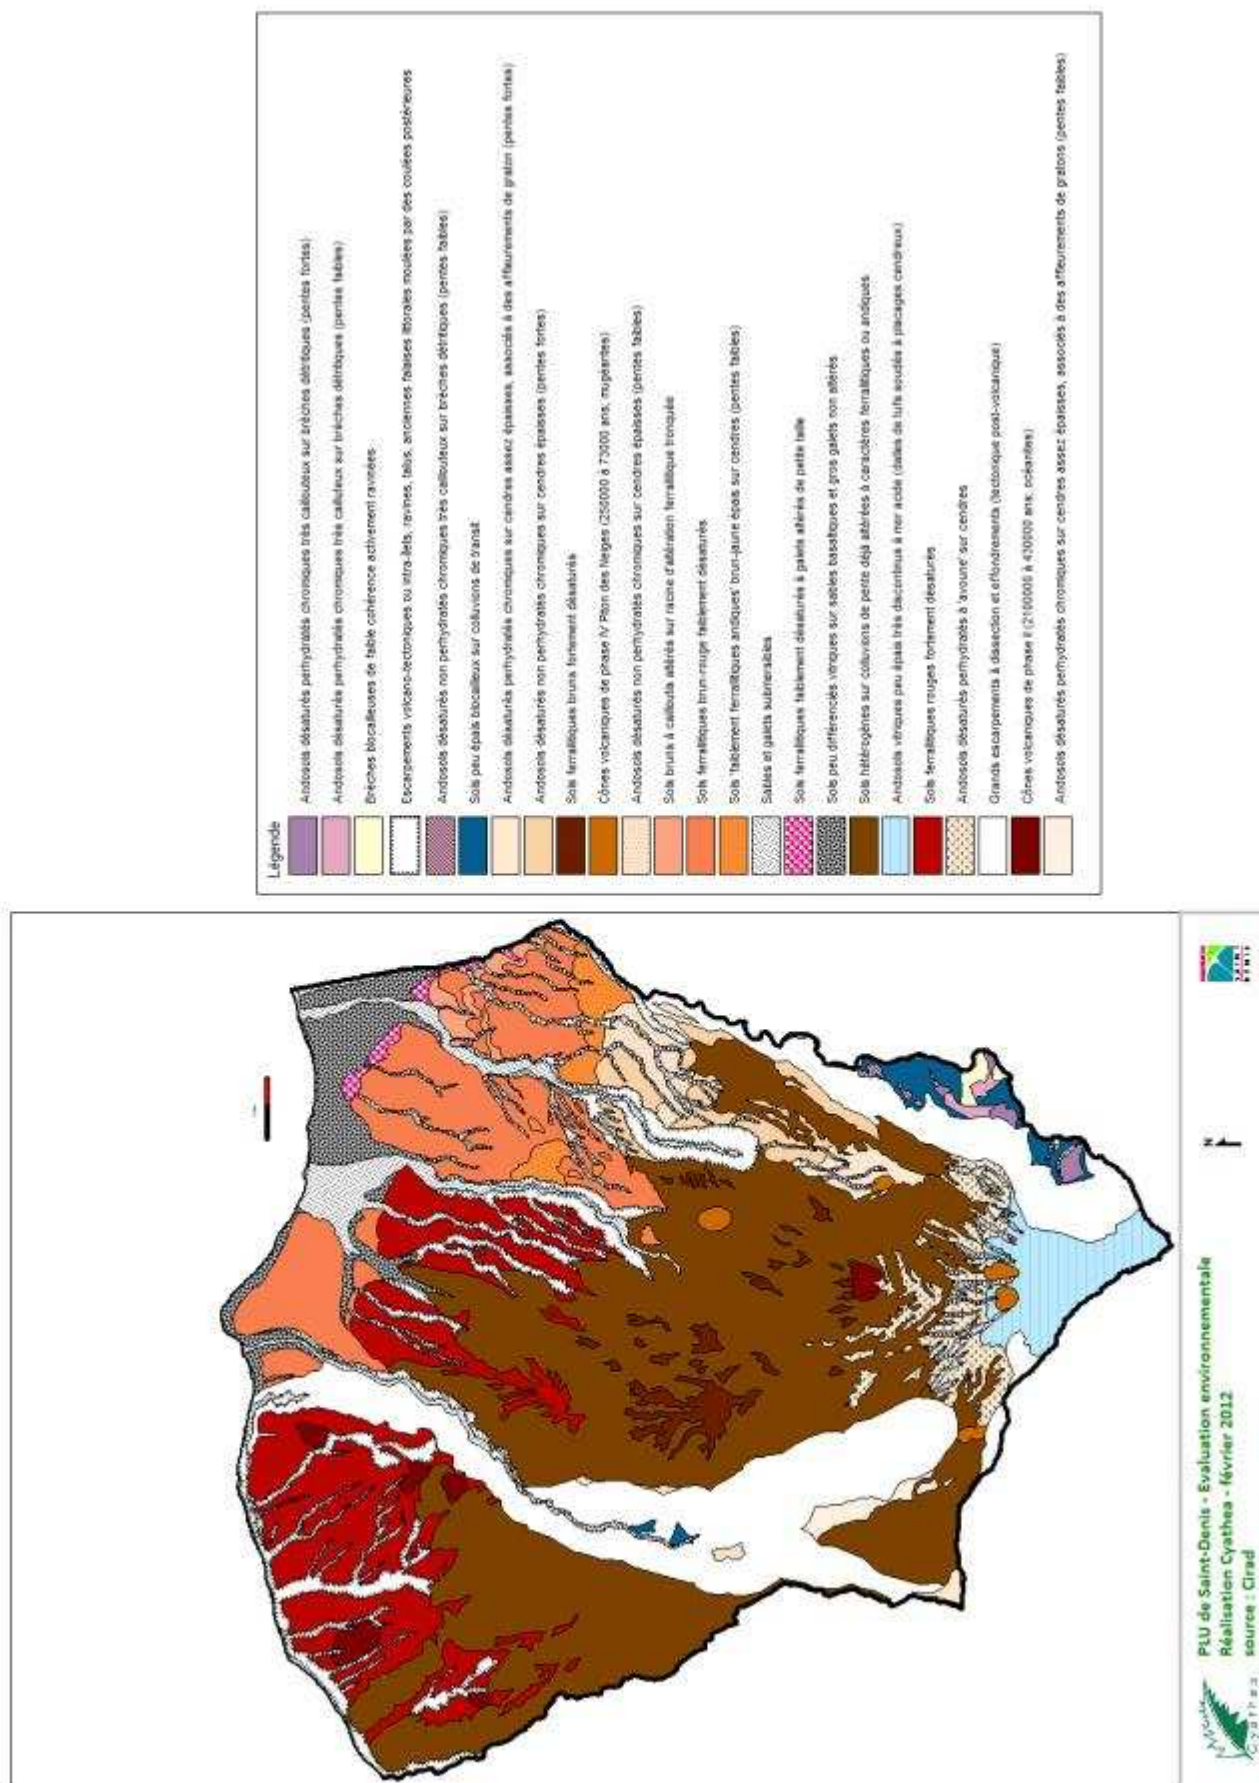 Légende
Andosols désaturés perhydratés chromiques très caillouteux sur brèches détritiques (pentes fortes)
Andosols désaturés perhydratés chromiques très caillouteux sur brèches détritiques (pentes faibles)
Brèches blocailleuses de faible cohérence activement ravinées
Escarpements volcano-tectoniques ou intra-îlets, ravines, talus, anciennes falaises littorales moulées par des coulées postérieures
Andosols désaturés non perhydratés chromiques très caillouteux sur brèches détritiques (pentes faibles)
Sols peu épais blocailleux sur colluvions de transit
Andosols désaturés perhydratés chromiques sur cendres assez épaisses, associés à des affleurements de graton (pentes fortes)
Andosols désaturés non perhydratés chromiques sur cendres épaisses (pentes fortes)
Sols ferrallitiques bruns fortement désaturés
Cônes volcaniques de phase IV Piton des Neiges (250000 à 73000 ans, mugéarites)
Andosols désaturés non perhydratés chromiques sur cendres épaisses (pentes faibles)
Sols bruns à cailloutis altérés sur racine d'altération ferrallitique tronquée
Sols ferrallitiques brun-rouge faiblement désaturés
Sols 'faiblement ferrallitiques andiques' brun-jaune épais sur cendres (pentes faibles)
Sables et galets submersibles
Sols ferrallitiques faiblement désaturés à galets altérés de petite taille
Sols peu différenciés vitriques sur sables basaltiques et gros galets non altérés
Sols hétérogènes sur colluvions de pente déjà altérées à caractères ferrallitiques ou andiques
Andosols vitriques peu épais très discontinus à mor acide (dalles de tufs soudés à placages cendreux)
Sols ferrallitiques rouges fortement désaturés
Andosols désaturés perhydratés à 'avoune' sur cendres
Grands escarpements à dissection et effondrements (tectonique post-volcanique)
Cônes volcaniques de phase II (2100000 à 430000 ans, océanites)
Andosols désaturés perhydratés chromiques sur cendres assez épaisses, associés à des affleurements de gratons (pentes faibles)
N
SAINT
DENIS
PLU de Saint-Denis - Evaluation environnementale
Réalisation Cyathea - février 2012
source : Cirad
Cyathea